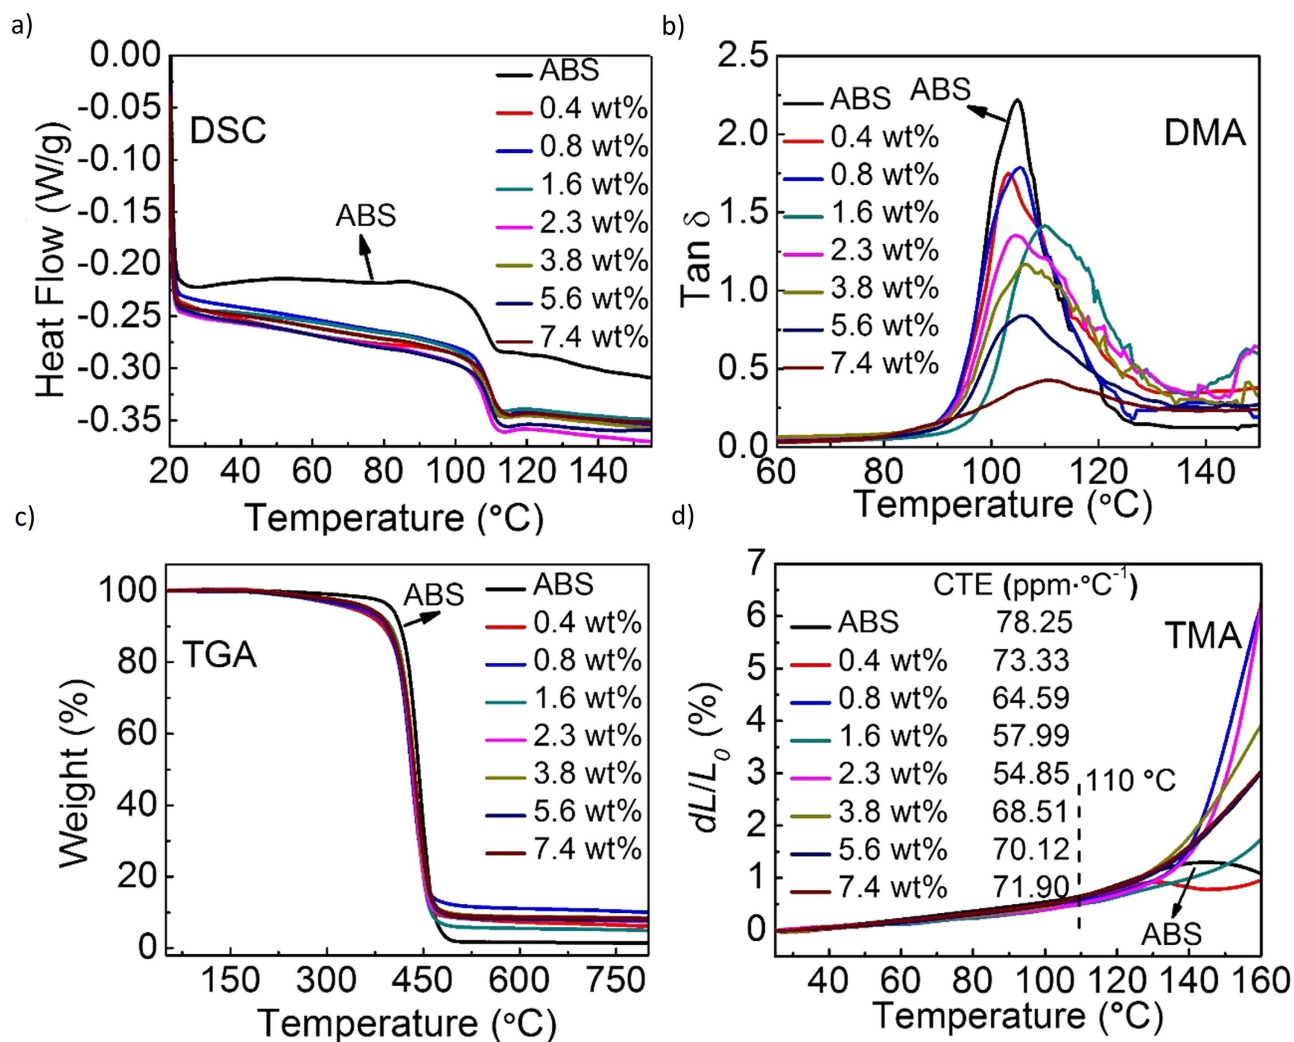 a)
0.00
-0.05
-0.10
-0.15
-0.20
-0.25
-0.30
-0.35
Heat Flow (W/g)
DSC
ABS
ABS
0.4 wt%
0.8 wt%
1.6 wt%
2.3 wt%
3.8 wt%
5.6 wt%
7.4 wt%
20 40 60 80 100 120 140
Temperature (°C)
b)
2.5
2.0
1.5
1.0
0.5
0.0
Tan δ
ABS
ABS
DMA
0.4 wt%
0.8 wt%
1.6 wt%
2.3 wt%
3.8 wt%
5.6 wt%
7.4 wt%
60 80 100 120 140
Temperature (°C)
c)
100
80
60
40
20
0
Weight (%)
TGA
ABS
ABS
0.4 wt%
0.8 wt%
1.6 wt%
2.3 wt%
3.8 wt%
5.6 wt%
7.4 wt%
150 300 450 600 750
Temperature (°C)
d)
7
6
5
4
3
2
1
0
dL/L0 (%)
CTE (ppm·°C-1)
TMA
ABS 78.25
0.4 wt% 73.33
0.8 wt% 64.59
1.6 wt% 57.99
2.3 wt% 54.85
3.8 wt% 68.51
5.6 wt% 70.12
7.4 wt% 71.90
110 °C
ABS
40 60 80 100 120 140 160
Temperature (°C)